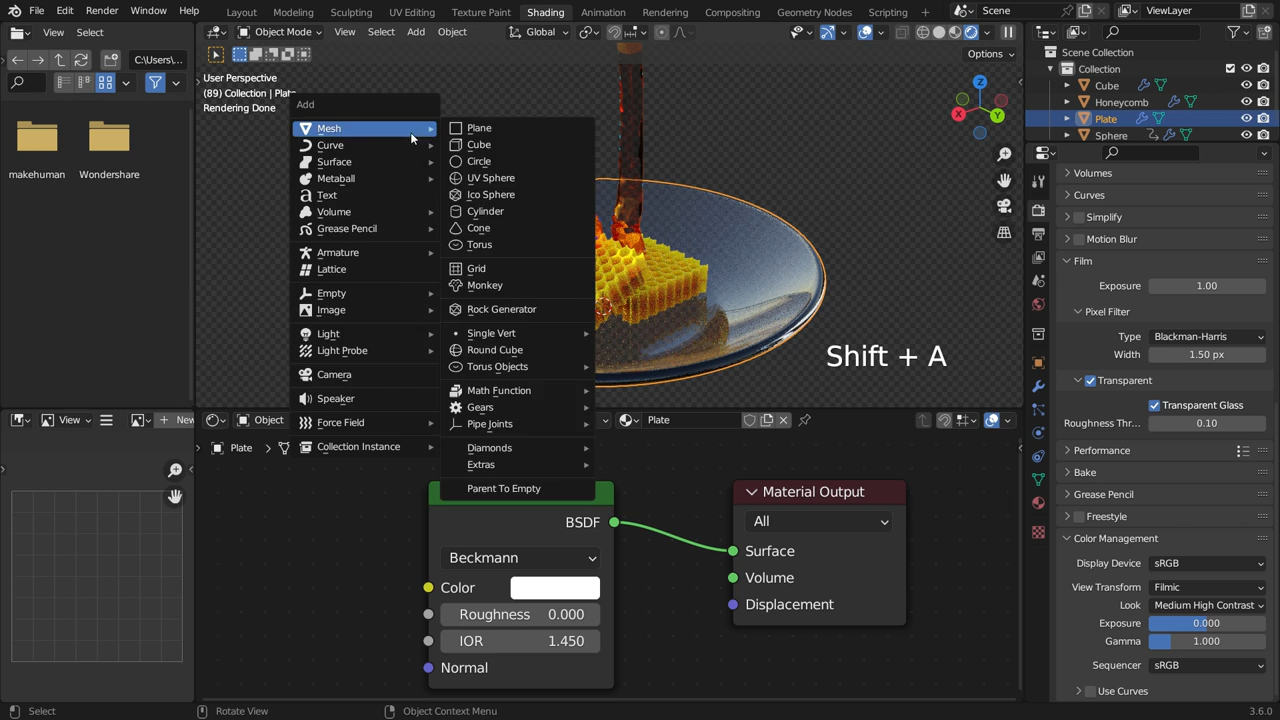 File Edit Render Window Help Layout Modeling Sculpting UV Editing Texture Paint Shading Animation Rendering Compositing Geometry Nodes Scripting Scene ViewLayer
View Select Object Mode View Select Add Object Global
C:\Users\... Options
Scene Collection
Collection
Cube
Honeycomb
Plate
Sphere
makehuman Wondershare
User Perspective
(89) Collection | Plate
Rendering Done
Add
Mesh
Curve
Surface
Metaball
Text
Volume
Grease Pencil
Armature
Lattice
Empty
Image
Light
Light Probe
Camera
Speaker
Force Field
Collection Instance
Plane
Cube
Circle
UV Sphere
Ico Sphere
Cylinder
Cone
Torus
Grid
Monkey
Rock Generator
Single Vert
Round Cube
Torus Objects
Math Function
Gears
Pipe Joints
Diamonds
Extras
Parent To Empty
Shift + A
X
Y
Z
Volumes
Curves
Simplify
Motion Blur
Film
Exposure 1.00
Pixel Filter
Type Blackman-Harris
Width 1.50 px
Transparent
Transparent Glass
Roughness Thr... 0.10
Performance
Bake
Grease Pencil
Freestyle
Color Management
Display Device sRGB
View Transform Filmic
Look Medium High Contrast
Exposure 0.000
Gamma 1.000
Sequencer sRGB
Use Curves
View New
Object Plate
Plate
BSDF
Beckmann
Color
Roughness 0.000
IOR 1.450
Normal
Material Output
All
Surface
Volume
Displacement
Select Rotate View Object Context Menu 3.6.0